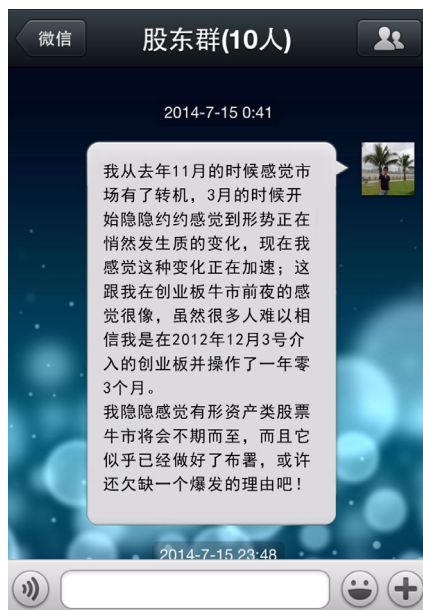 微信
股东群(10人)
2014-7-15 0:41
我从去年11月的时候感觉市
场有了转机，3月的时候开
始隐隐约约感觉到形势正在
悄然发生质的变化，现在我
感觉这种变化正在加速；这
跟我在创业板牛市前夜的感
觉很像，虽然很多人难以相
信我是在2012年12月3号介
入的创业板并操作了一年零
3个月。
我隐隐感觉有形资产类股票
牛市将会不期而至，而且它
似乎已经做好了布署，或许
还欠缺一个爆发的理由吧！
2014-7-15 23:48